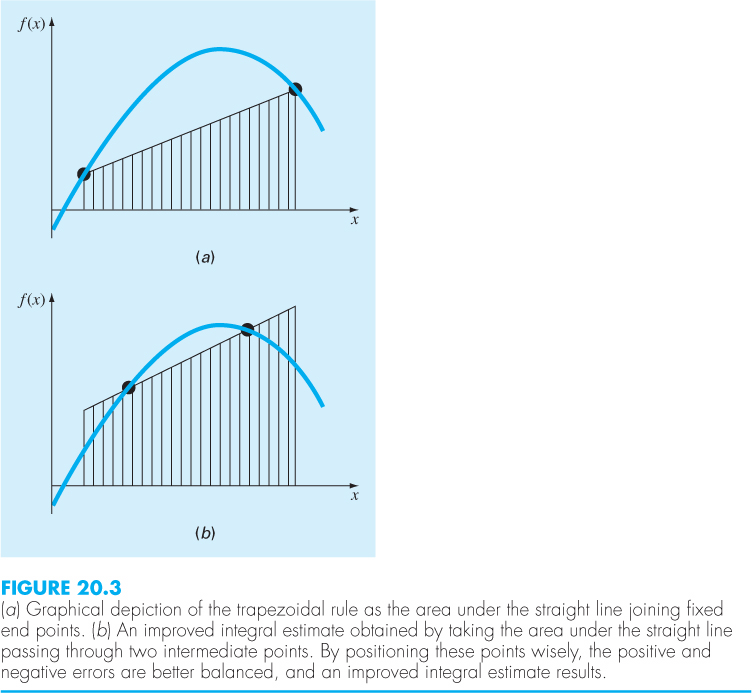 f(x)
x
(a)
f(x)
x
(b)
FIGURE 20.3
(a) Graphical depiction of the trapezoidal rule as the area under the straight line joining fixed
end points. (b) An improved integral estimate obtained by taking the area under the straight line
passing through two intermediate points. By positioning these points wisely, the positive and
negative errors are better balanced, and an improved integral estimate results.